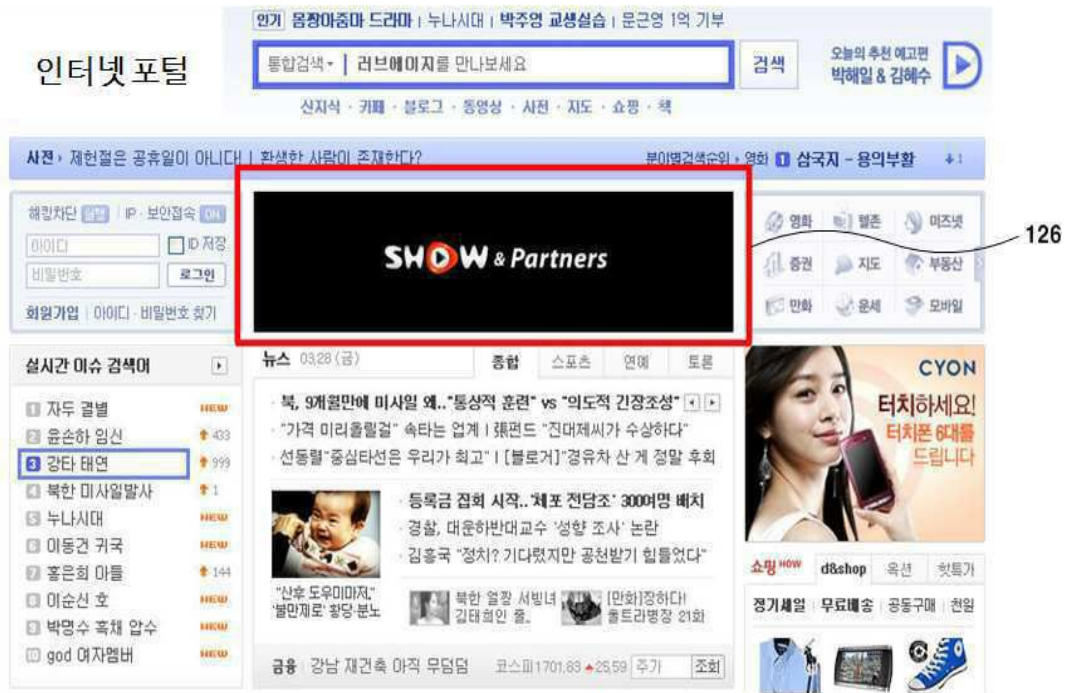 인기 몸짱아줌마 드라마 | 누나시대 | 박주영 교생실습 | 문근영 1억 기부
인터넷 포털
통합검색 러브에이지를 만나보세요 검색
오늘의 추천 예고편
박해일 & 김혜수
신지식 · 카페 · 블로그 · 동영상 · 사전 · 지도 · 쇼핑 · 책
사전 › 제헌절은 공휴일이 아니다! | 환생한 사람이 존재한다?
분야별검색순위 › 영화 1 삼국지 - 용의부활 1
해킹차단 IP · 보안접속 ON
아이디 ID 저장
비밀번호 로그인
회원가입 | 아이디 · 비밀번호 찾기
SHOW & Partners
영화 텔존 미즈넷
증권 지도 부동산
만화 운세 모바일
126
실시간 이슈 검색어
1 자두 결별 NEW
2 윤손하 임신 433
3 강타 태연 999
4 북한 미사일발사 1
5 누나시대 NEW
6 이동건 귀국 NEW
7 홍은희 아들 144
8 이순신 호 NEW
9 박명수 흑채 압수 NEW
10 god 여자멤버 NEW
뉴스 03.28 (금) 종합 스포츠 연예 토론
· 북, 9개월만에 미사일 왜.."통상적 훈련" vs "의도적 긴장조성"
· "가격 미리올릴걸" 속타는 업계 | 張펀드 "진대제씨가 수상하다"
· 선동렬"중심타선은 우리가 최고" | [블로거]"경유차 산 게 정말 후회
· 등록금 집회 시작..'체포 전담조' 300여명 배치
· 경찰, 대운하반대교수 '성향 조사' 논란
· 김흥국 "정치? 기다렸지만 공천받기 힘들었다"
"산후 도우미마저,"
'불만제로' 황당·분노
북한 얼짱 서빙녀
김태희인 줄.
[만화]장하다!
울트라병장 21화
금융 강남 재건축 아직 무덤덤 코스피 1701.83 ▲25.59 주가 조회
CYON
터치하세요!
터치폰 6대를
드립니다
쇼핑HOW d&shop 옥션 핫특가
정기세일 | 무료배송 | 공동구매 | 천원